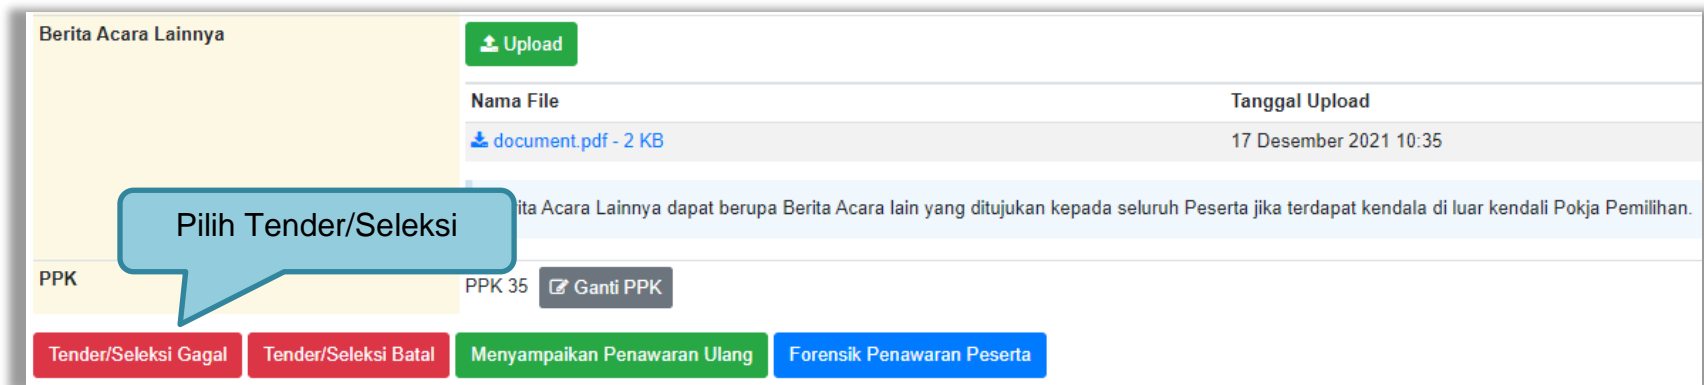 Berita Acara Lainnya
Upload
Nama File Tanggal Upload
document.pdf - 2 KB 17 Desember 2021 10:35
Acara Lainnya dapat berupa Berita Acara lain yang ditujukan kepada seluruh Peserta jika terdapat kendala di luar kendali Pokja Pemilihan.
Pilih Tender/Seleksi
PPK
PPK 35 Ganti PPK
Tender/Seleksi Gagal Tender/Seleksi Batal Menyampaikan Penawaran Ulang Forensik Penawaran Peserta